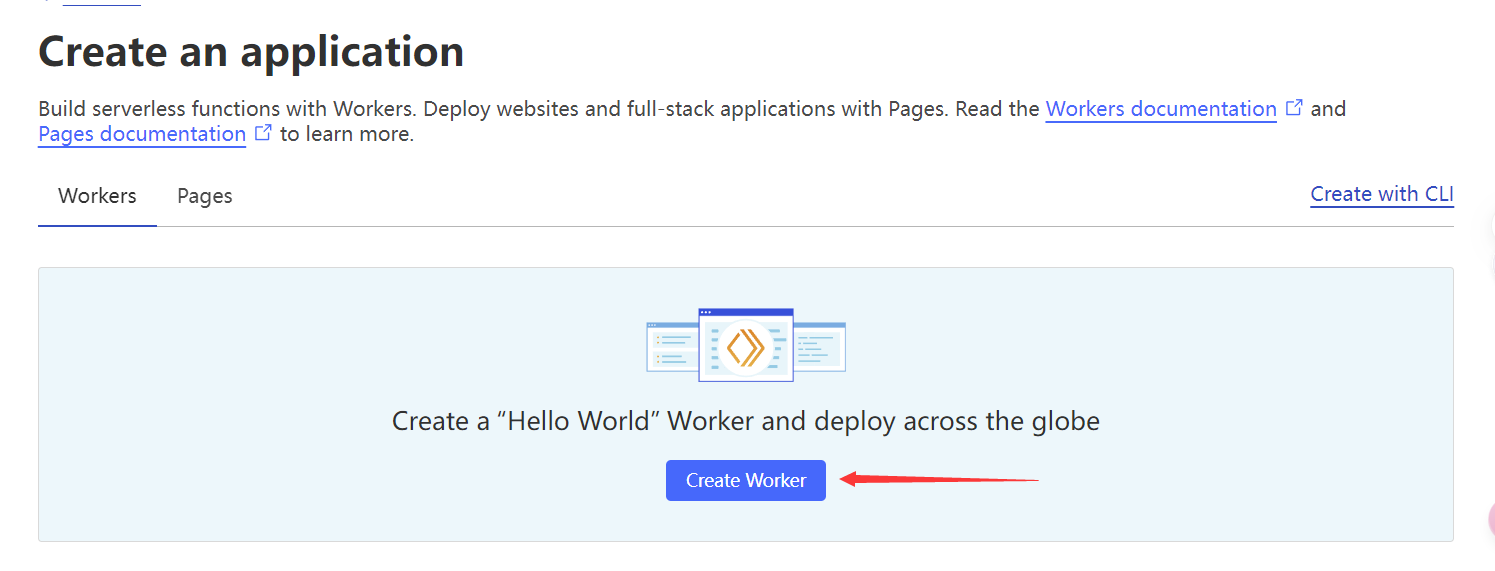 Create an application
Build serverless functions with Workers. Deploy websites and full-stack applications with Pages. Read the Workers documentation and
Pages documentation to learn more.
Workers Pages Create with CLI
Create a “Hello World” Worker and deploy across the globe
Create Worker